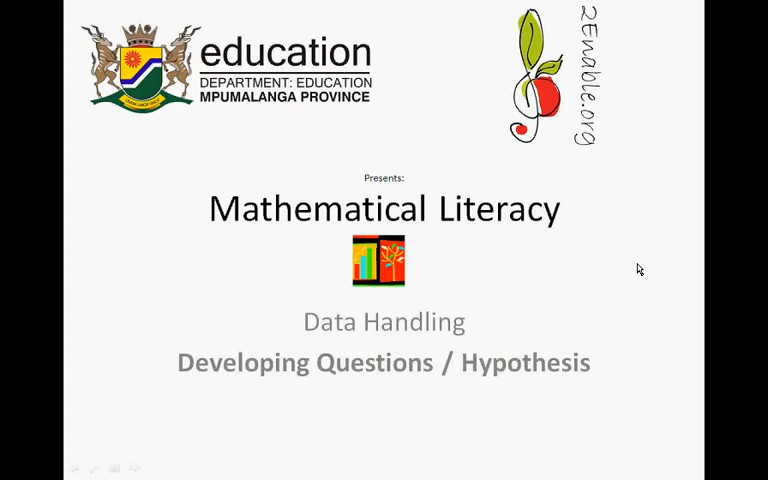 education
DEPARTMENT: EDUCATION
MPUMALANGA PROVINCE
2Enable.org
Presents:
Mathematical Literacy
Data Handling
Developing Questions / Hypothesis